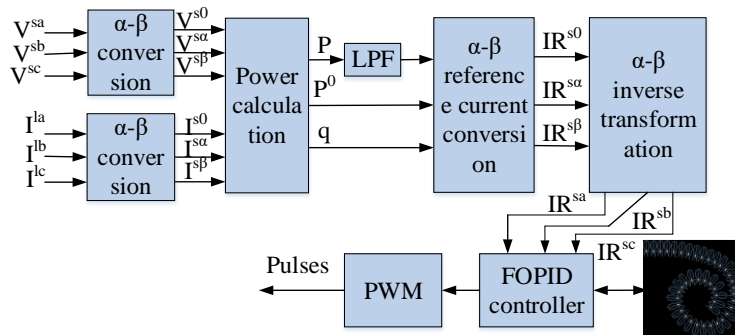 V^sa
V^sb
V^sc
α-β
conver
sion
V^s0
V^sα
V^sβ
I^la
I^lb
I^lc
α-β
conver
sion
I^s0
I^sα
I^sβ
Power
calcula
tion
P
P^0
q
LPF
α-β
referenc
e current
conversi
on
IR^s0
IR^sα
IR^sβ
α-β
inverse
transform
ation
IR^sa
IR^sb
IR^sc
Pulses
PWM
FOPID
controller